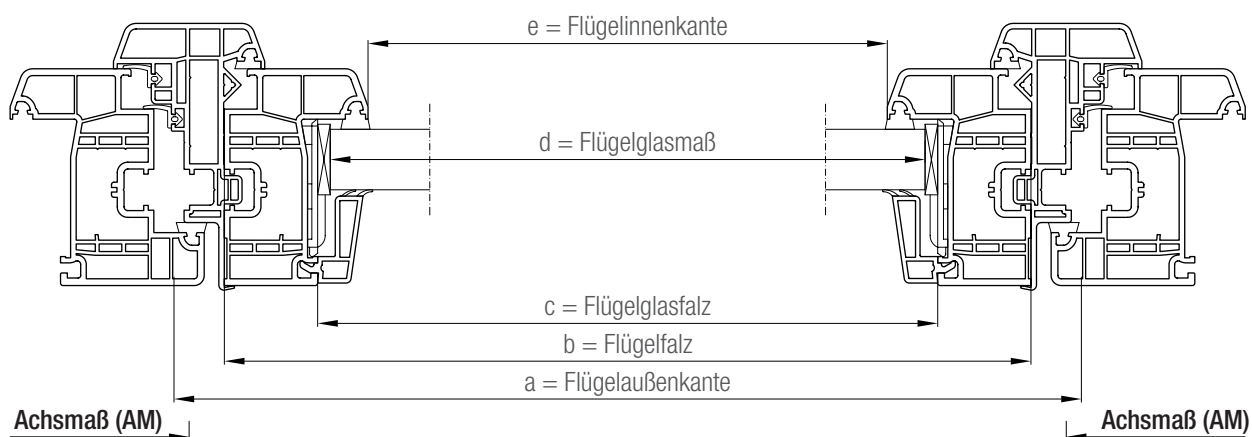 e = Flügelinnenkante
d = Flügelglasmaß
c = Flügelglasfalz
b = Flügelfalz
a = Flügelaußenkante
Achsmaß (AM)
Achsmaß (AM)